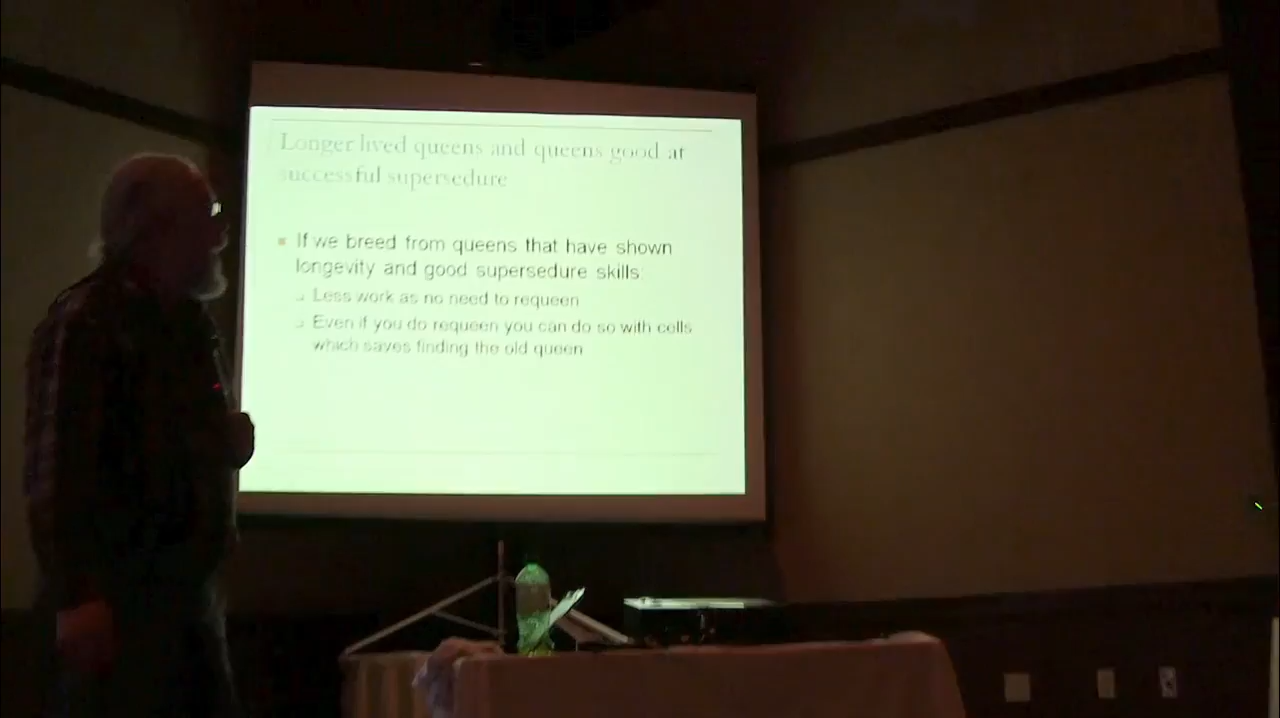 Longer lived queens and queens good at
successful supersedure
If we breed from queens that have shown
longevity and good supersedure skills:
Less work as no need to requeen
Even if you do requeen you can do so with cells
which saves finding the old queen